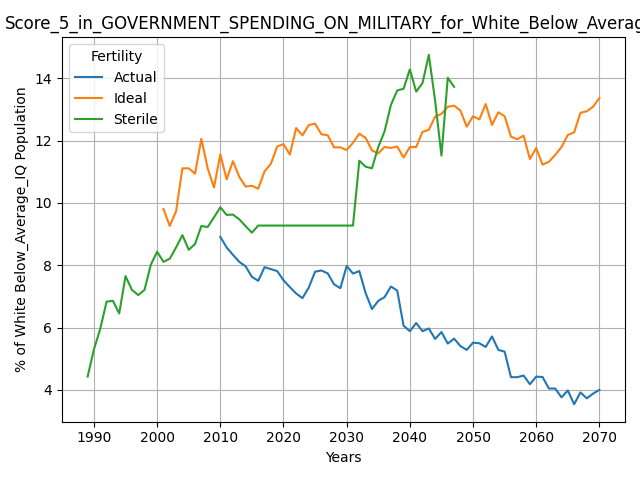 Score_5_in_GOVERNMENT_SPENDING_ON_MILITARY_for_White_Below_Averag
Fertility
Actual
Ideal
Sterile
% of White Below_Average_IQ Population
14
12
10
8
6
4
1990 2000 2010 2020 2030 2040 2050 2060 2070
Years